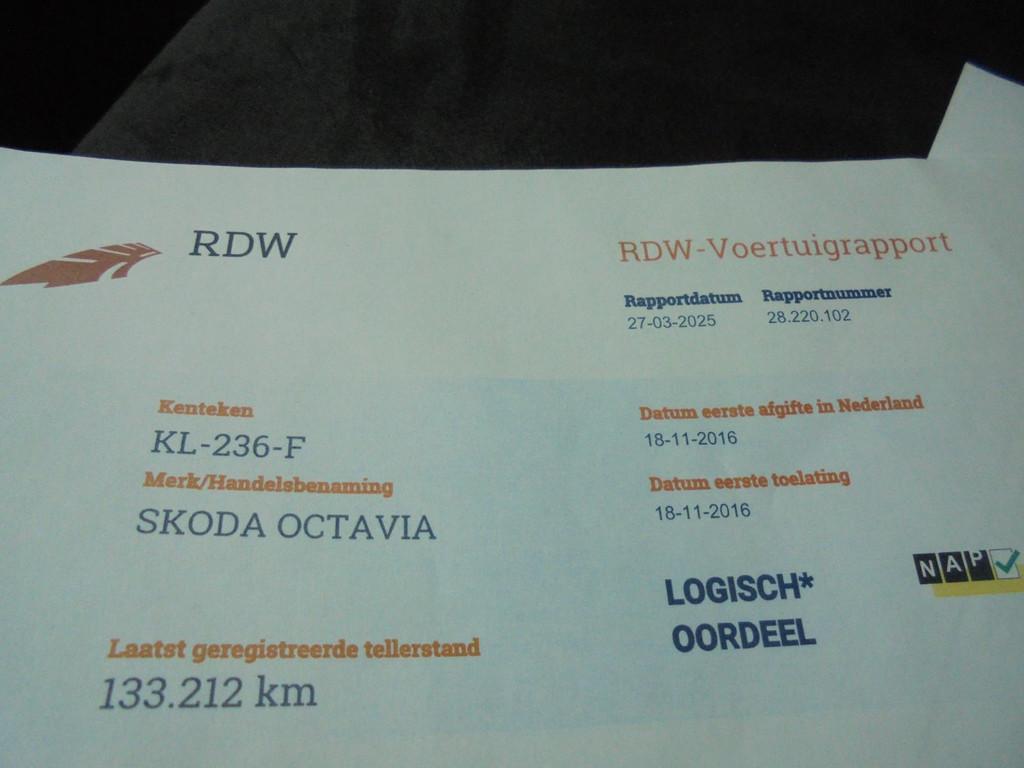 RDW
RDW-Voertuigrapport
Rapportdatum Rapportnummer
27-03-2025 28.220.102
Kenteken
KL-236-F
Merk/Handelsbenaming
SKODA OCTAVIA
Datum eerste afgifte in Nederland
18-11-2016
Datum eerste toelating
18-11-2016
LOGISCH*
OORDEEL
NAP
Laatst geregistreerde tellerstand
133.212 km